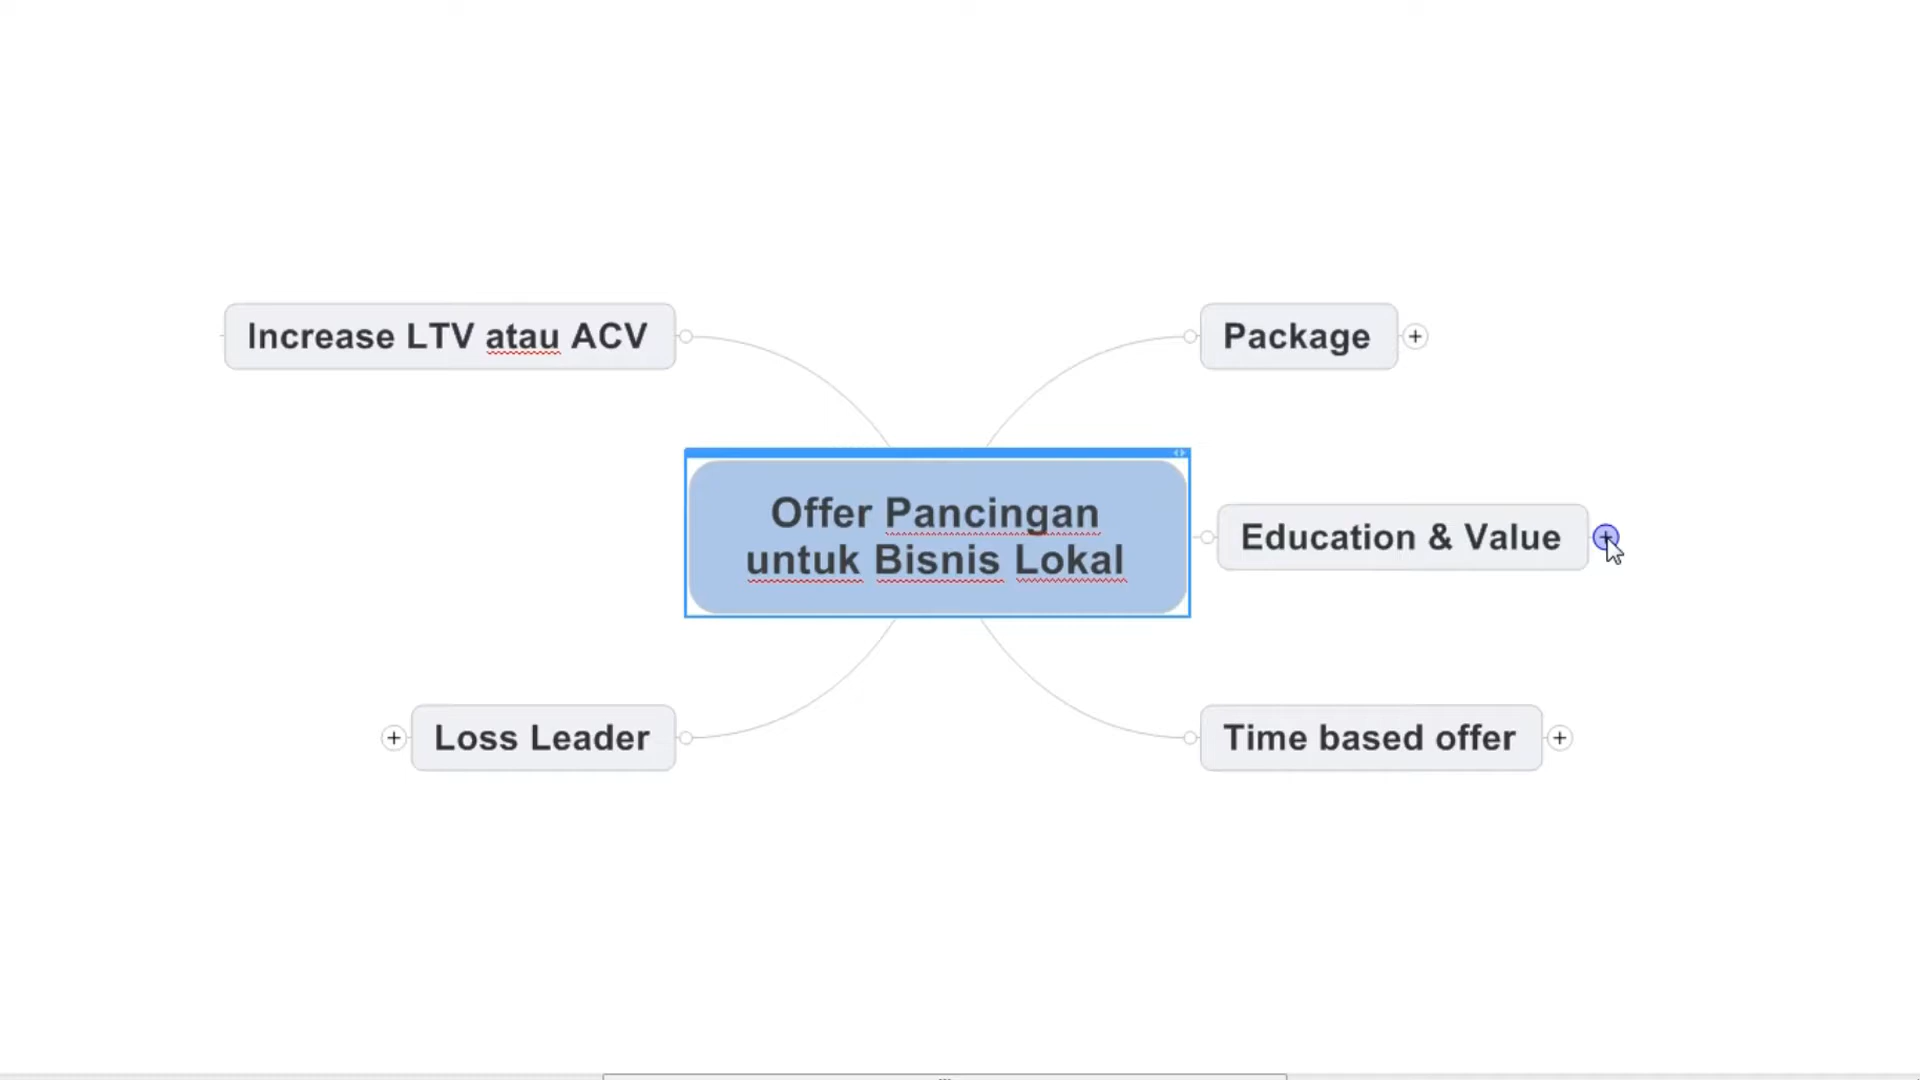 Increase LTV atau ACV
Package
Offer Pancingan
untuk Bisnis Lokal
Education & Value
Loss Leader
Time based offer